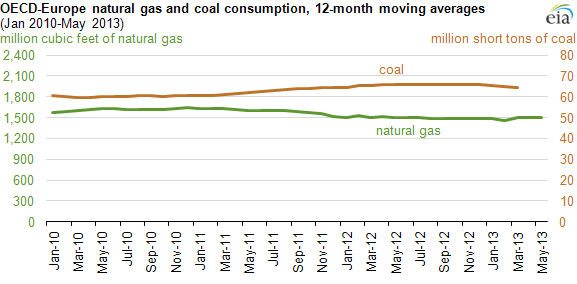 OECD-Europe natural gas and coal consumption, 12-month moving averages
(Jan 2010-May 2013)
eia
million cubic feet of natural gas
million short tons of coal
2,400
2,100
1,800
1,500
1,200
900
600
300
0
80
70
60
50
40
30
20
10
0
coal
natural gas
Jan-10
Mar-10
May-10
Jul-10
Sep-10
Nov-10
Jan-11
Mar-11
May-11
Jul-11
Sep-11
Nov-11
Jan-12
Mar-12
May-12
Jul-12
Sep-12
Nov-12
Jan-13
Mar-13
May-13